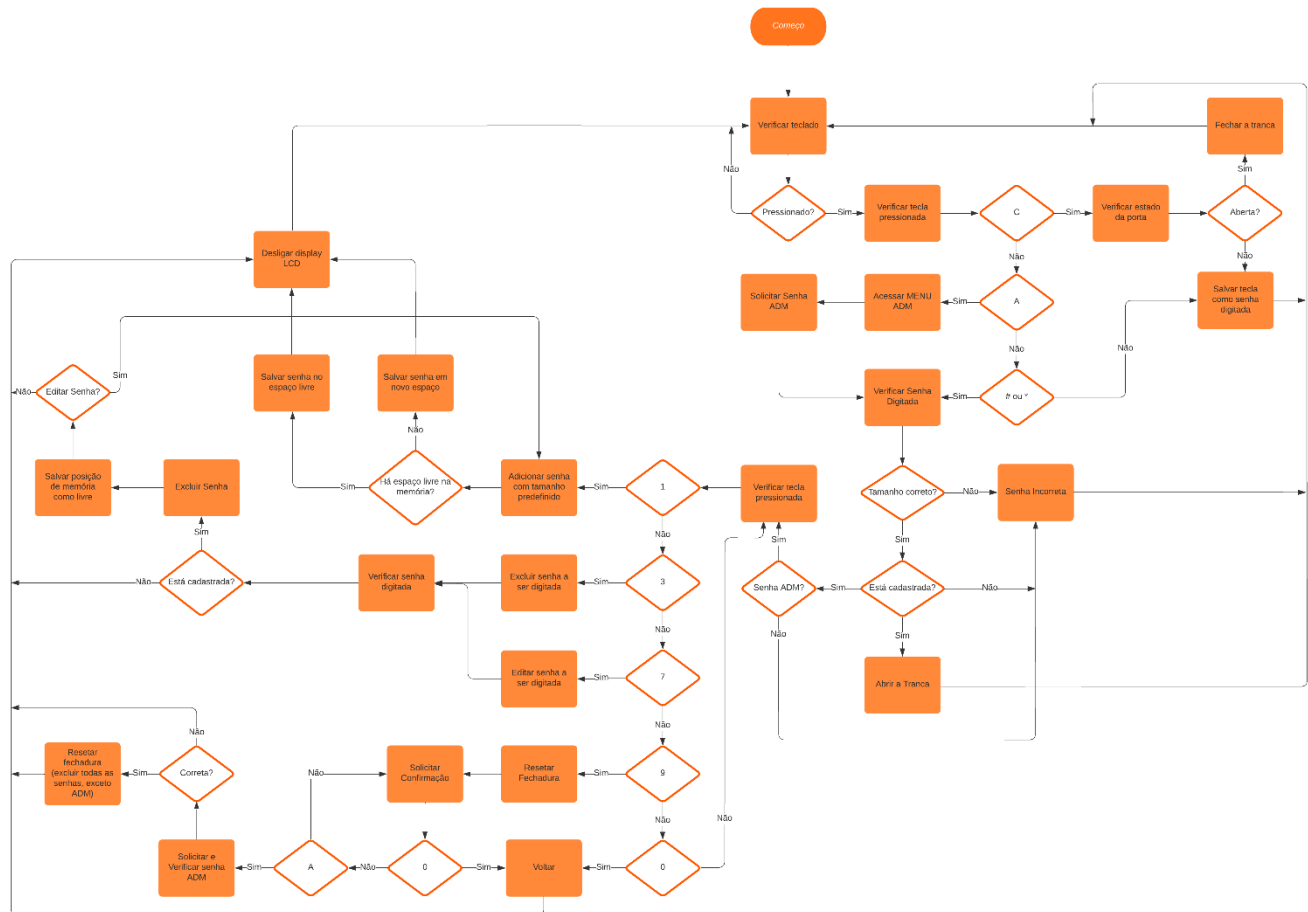 Começo
Verificar teclado
Fechar a tranca
Não
Sim
Pressionado?
Sim
Verificar tecla
pressionada
C
Sim
Verificar estado
da porta
Aberta?
Desligar display
LCD
Não
Não
Solicitar Senha
ADM
Acessar MENU
ADM
Sim
A
Salvar tecla
como senha
digitada
Não
Não
Sim
Salvar senha no
espaço livre
Salvar senha em
novo espaço
Não
Editar Senha?
Verificar Senha
Digitada
Sim
# ou *
Não
Salvar posição
de memória
como livre
Excluir Senha
Sim
Há espaço livre na
memória?
Adicionar senha
com tamanho
predefinido
Sim
1
Verificar tecla
pressionada
Tamanho correto?
Não
Senha Incorreta
Sim
Não
Sim
Sim
Não
Está cadastrada?
Verificar senha
digitada
Excluir senha a
ser digitada
Sim
3
Senha ADM?
Sim
Está cadastrada?
Não
Não
Não
Sim
Editar senha a
ser digitada
Sim
7
Abrir a Tranca
Não
Não
Resetar
fechadura
(excluir todas as
senhas, exceto
ADM)
Sim
Correta?
Não
Solicitar
Confirmação
Resetar
Fechadura
Sim
9
Não
Não
Solicitar e
Verificar senha
ADM
Sim
A
Não
0
Sim
Voltar
Sim
0